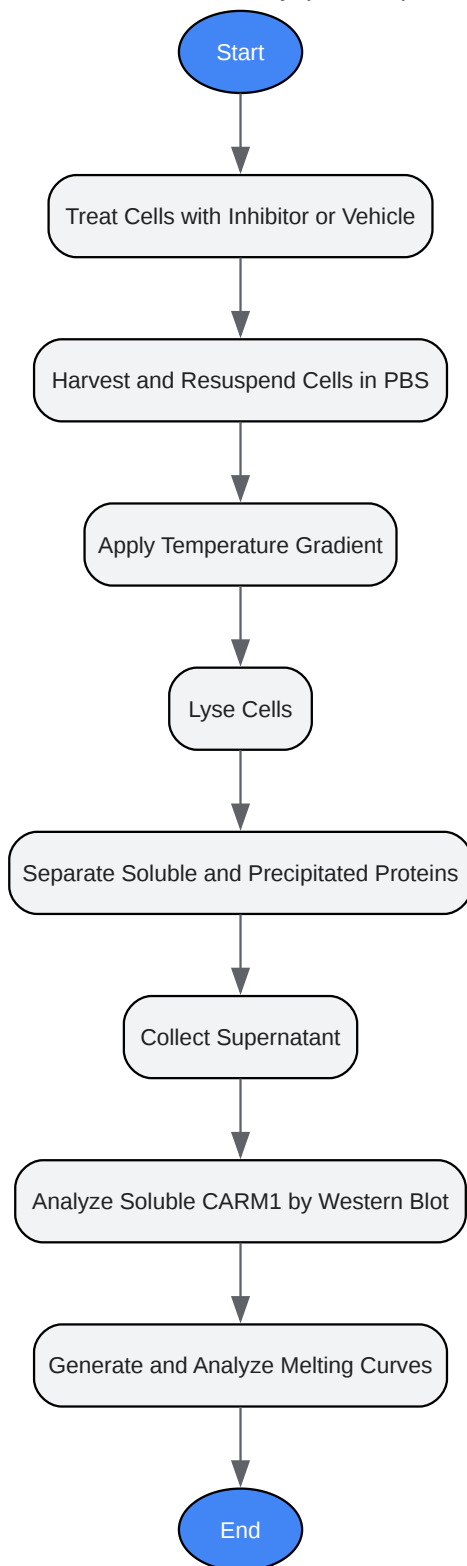 Start
Treat Cells with Inhibitor or Vehicle
Harvest and Resuspend Cells in PBS
Apply Temperature Gradient
Lyse Cells
Separate Soluble and Precipitated Proteins
Collect Supernatant
Analyze Soluble CARM1 by Western Blot
Generate and Analyze Melting Curves
End